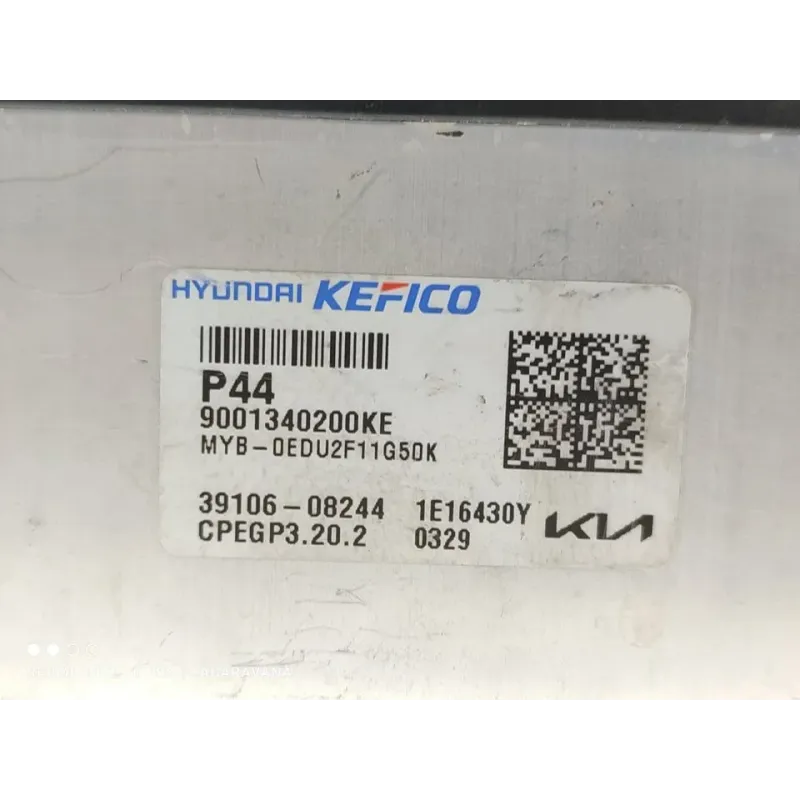 HYUNDAI KEFICO
P44
9001340200KE
MYB-0EDU2F11G50K
39106-08244 1E16430Y KIA
CPEGP3.20.2 0329